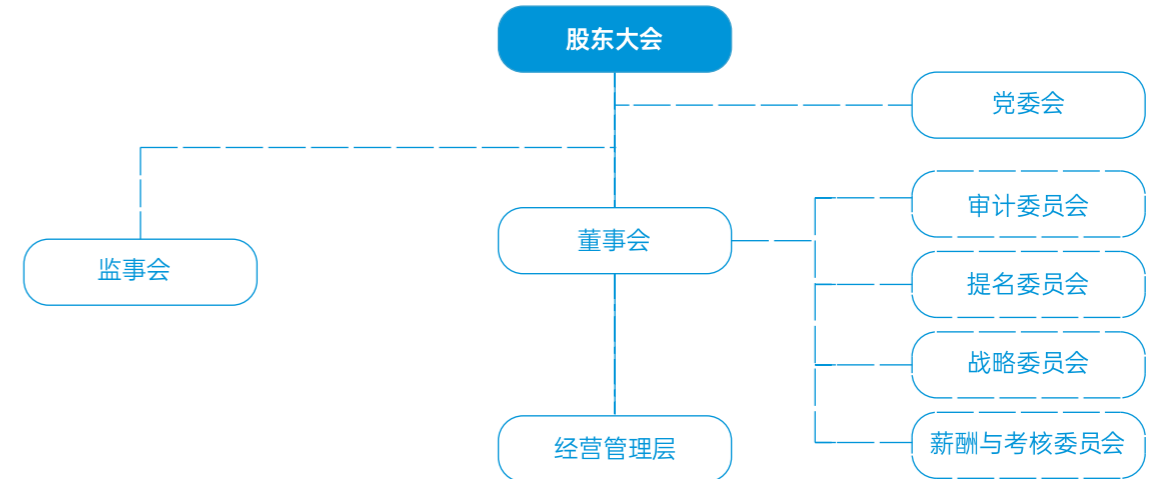 股东大会
党委会
审计委员会
董事会
监事会
提名委员会
战略委员会
经营管理层
薪酬与考核委员会